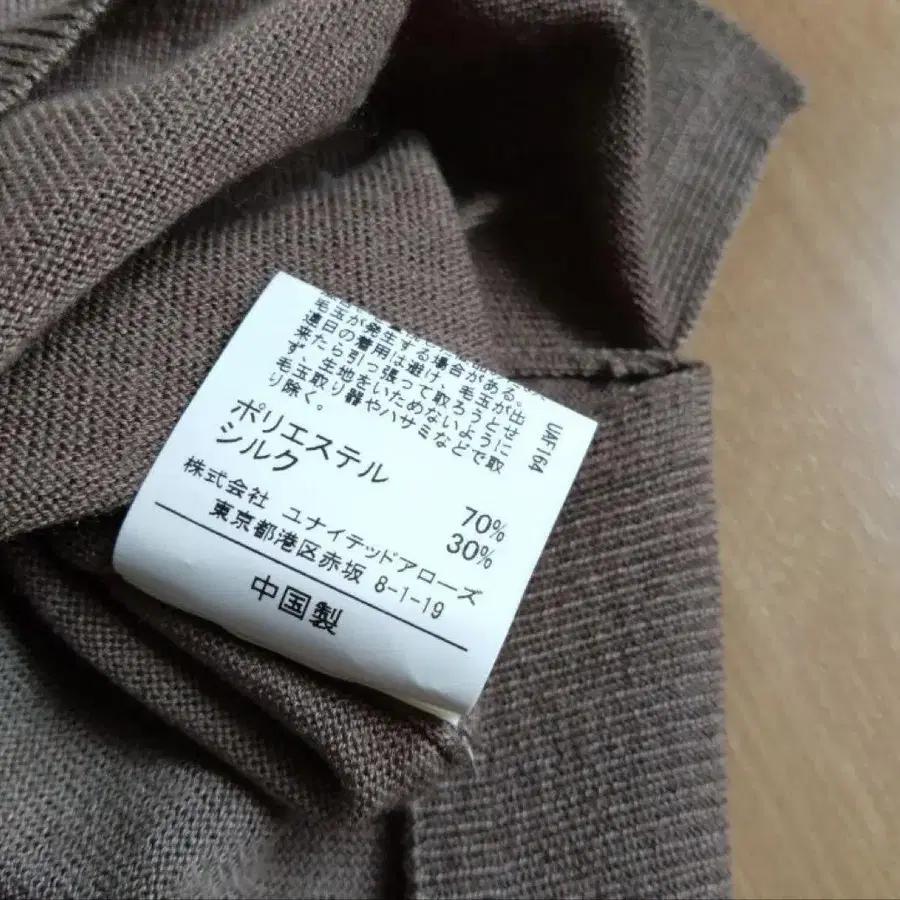 毛玉が発生する場合がある。
連日の着用は避け、毛玉が出
来たら引っ張って取ろうとせ
ず、生地をいためないように
毛玉取り器やハサミなどで取
り除く。
UAF164
ポリエステル 70%
シルク 30%
株式会社 ユナイテッドアローズ
東京都港区赤坂 8-1-19
中国製